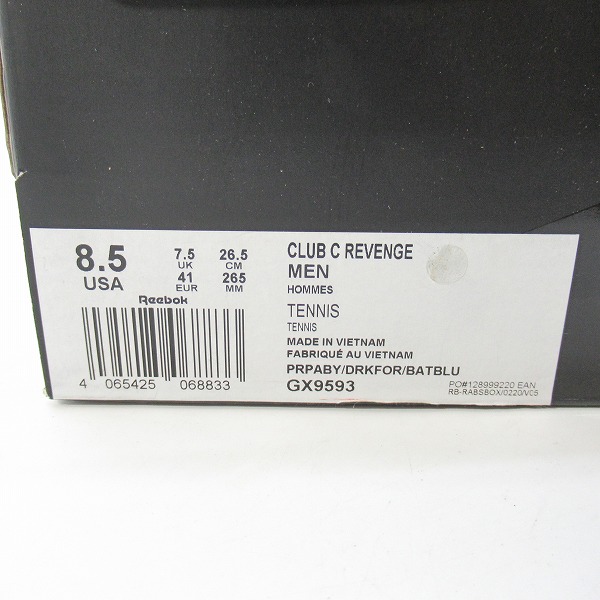 8.5 7.5 26.5 CLUB C REVENGE
USA UK CM MEN
41 265 HOMMES
EUR MM
Reebok TENNIS
TENNIS
MADE IN VIETNAM
FABRIQUÉ AU VIETNAM
PRPABY/DRKFOR/BATBLU
4 065425 068833 GX9593 PO#128999220 EAN
RB-RABSBOX/0220/V05